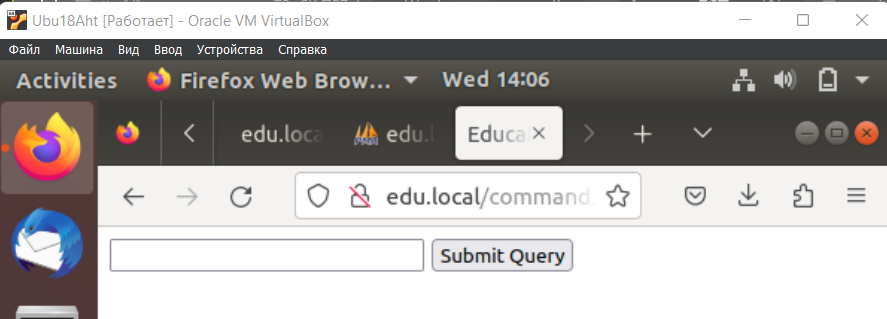 Ubu18Aht [Работает] - Oracle VM VirtualBox
Файл Машина Вид Ввод Устройства Справка
Activities Firefox Web Brow... Wed 14:06
edu.loca edu.l Educa
edu.local/command.
Submit Query